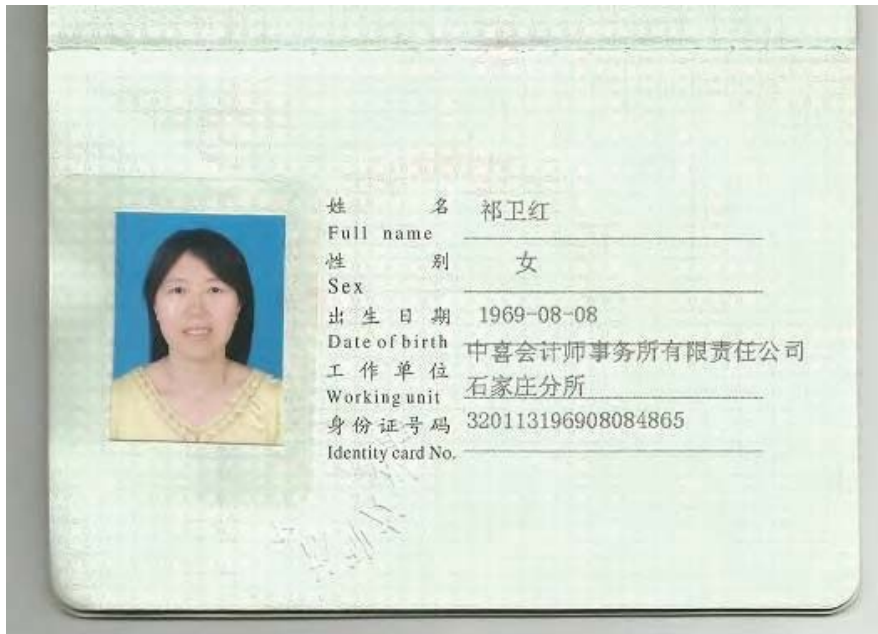 姓 名 祁卫红
Full name
性 别 女
Sex
出 生 日 期 1969-08-08
Date of birth
工 作 单 位 中喜会计师事务所有限责任公司
Working unit 石家庄分所
身 份 证 号 码 320113196908084865
Identity card No.